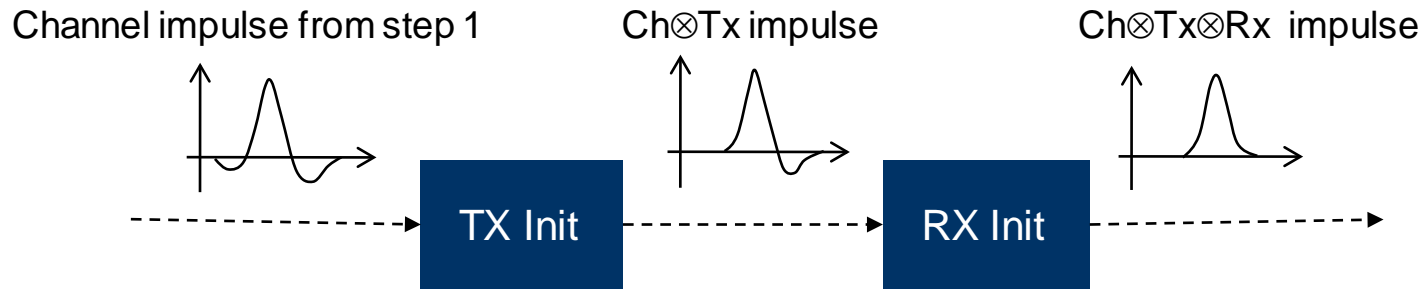 Channel impulse from step 1
Ch⊗Tx impulse
Ch⊗Tx⊗Rx impulse
TX Init
RX Init